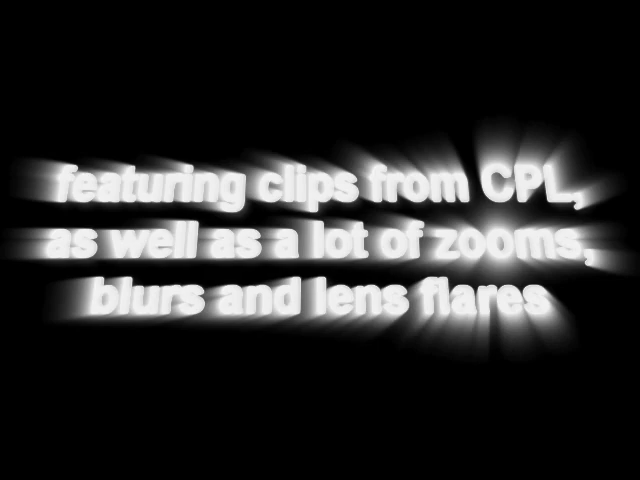 featuring clips from CPL,
as well as a lot of zooms,
blurs and lens flares